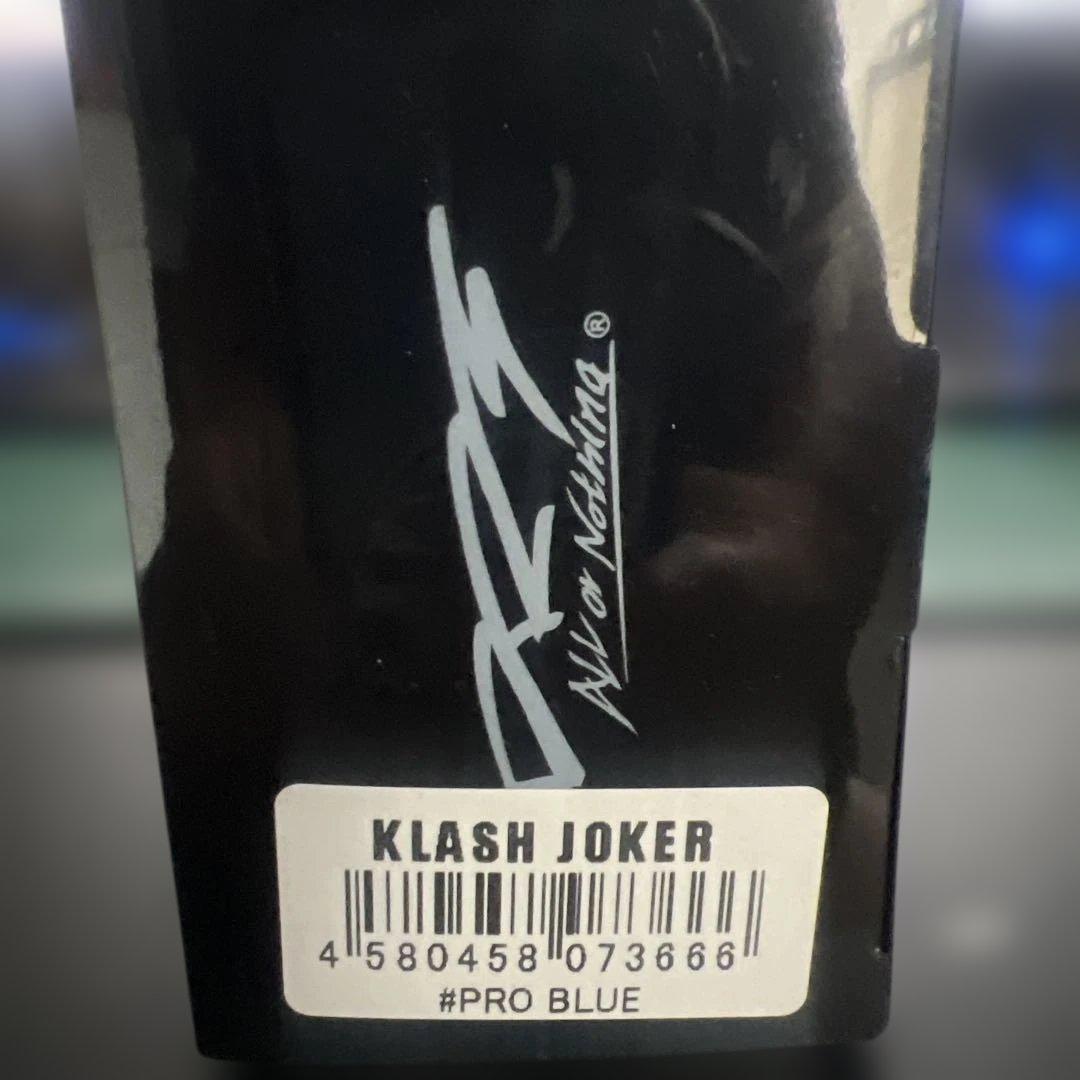 All or Nothing ®
KLASH JOKER
4 580458 073666
#PRO BLUE